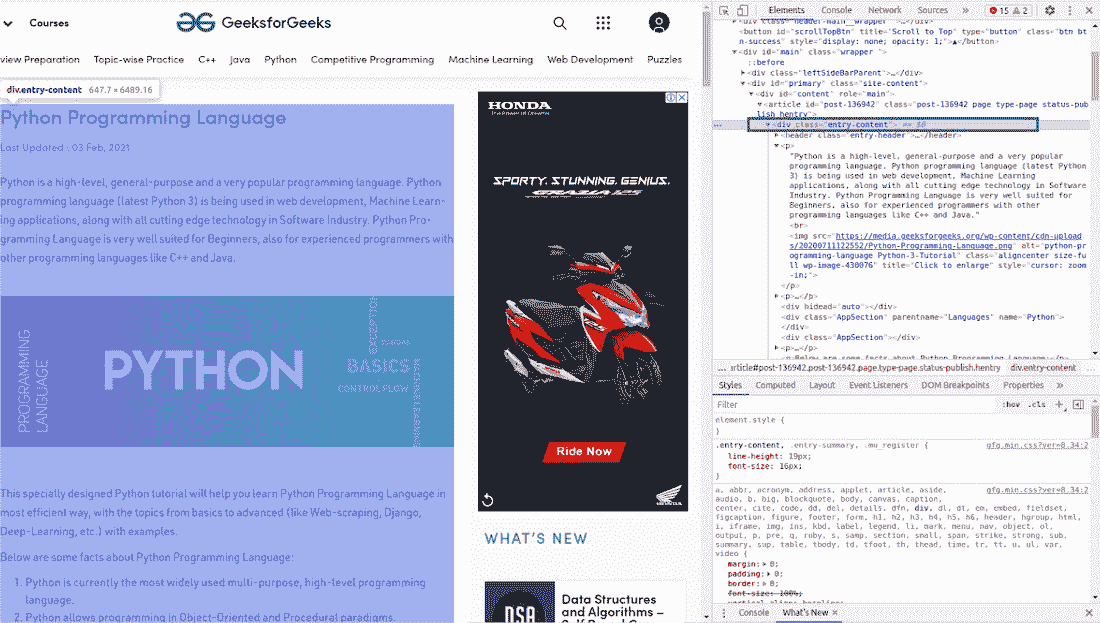 Courses
GeeksforGeeks
view Preparation Topic-wise Practice C++ Java Python Competitive Programming Machine Learning Web Development Puzzles
div.entry-content 647.7 × 6489.16
Python Programming Language
Last Updated : 03 Feb, 2021
Python is a high-level, general-purpose and a very popular programming language. Python
programming language (latest Python 3) is being used in web development, Machine Learn-
ing applications, along with all cutting edge technology in Software Industry. Python Pro-
gramming Language is very well suited for Beginners, also for experienced programmers with
other programming languages like C++ and Java.
PROGRAMMING
LANGUAGE
PYTHON
EXCEPTION
BASICS
CONTROL FLOW
MACHINE LEARNING
This specially designed Python tutorial will help you learn Python Programming Language in
most efficient way, with the topics from basics to advanced (like Web-scraping, Django,
Deep-Learning, etc.) with examples.
Below are some facts about Python Programming Language:
1. Python is currently the most widely used multi-purpose, high-level programming
language.
2. Python allows programming in Object-Oriented and Procedural paradigms.
HONDA
SPORTY. STUNNING. GENIUS.
GRAZIA 125
Ride Now
HONDA
WHAT'S NEW
DSA
Data Structures
and Algorithms –
Elements Console Network Sources » 15 2
<div class="header-main__wrapper">…</div>
<button id="scrollTopBtn" title="Scroll to Top" type="button" class="btn bt
n-success" style="display: none; opacity: 1;">▲</button>
<div id="main" class="wrapper ">
::before
<div class="leftSideBarParent">…</div>
<div id="primary" class="site-content">
<div id="content" role="main">
<article id="post-136942" class="post-136942 page type-page status-pub
lish hentry">
<div class="entry-content"> == $0
<header class="entry-header">…</header>
<p>
"Python is a high-level, general-purpose and a very popular
programming language. Python programming language (latest Python
3) is being used in web development, Machine Learning
applications, along with all cutting edge technology in Software
Industry. Python Programming Language is very well suited for
Beginners, also for experienced programmers with other
programming languages like C++ and Java."
<br>
<img src="https://media.geeksforgeeks.org/wp-content/cdn-upload
s/20200711122552/Python-Programming-Language.png" alt="python-pr
ogramming-language Python-3-Tutorial" class="aligncenter size-fu
ll wp-image-430076" title="Click to enlarge" style="cursor: zoom
-in;">
</p>
<p>…</p>
<div hidead="auto"></div>
<div class="AppSection" parentname="Languages" name="Python">
</div>
<div class="AppSection"></div>
<p>…</p>
<p>Below are some facts about Python Programming Language:</p>
… article#post-136942.post-136942.page.type-page.status-publish.hentry div.entry-content
Styles Computed Layout Event Listeners DOM Breakpoints Properties »
Filter :hov .cls +
element.style {
}
.entry-content, .entry-summary, .mu_register { gfg.min.css?ver=8.34:2
line-height: 19px;
font-size: 16px;
}
a, abbr, acronym, address, applet, article, aside, gfg.min.css?ver=8.34:2
audio, b, big, blockquote, body, canvas, caption,
center, cite, code, dd, del, details, dfn, div, dl, dt, em, embed, fieldset,
figcaption, figure, footer, form, h1, h2, h3, h4, h5, h6, header, hgroup, html,
i, iframe, img, ins, kbd, label, legend, li, mark, menu, nav, object, ol,
output, p, pre, q, ruby, s, samp, section, small, span, strike, strong, sub,
summary, sup, table, tbody, td, tfoot, th, thead, time, tr, tt, u, ul, var,
video {
margin: 0;
padding: 0;
border: 0;
font-size: 100%;
vertical-align: baseline;
Console What's New ×